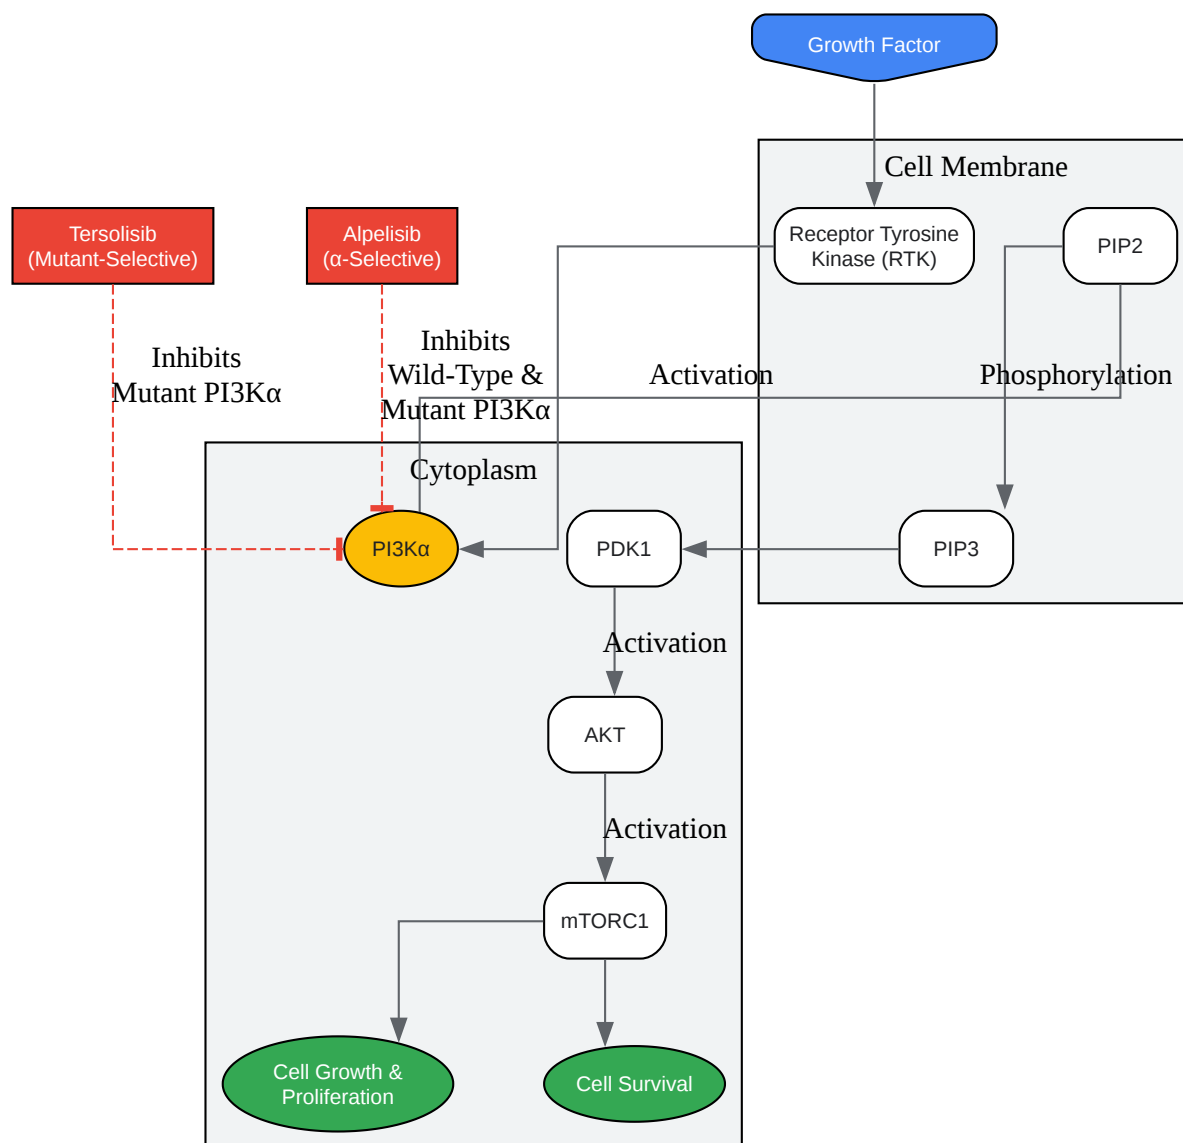 Growth Factor
Cell Membrane
Tersolisib
(Mutant-Selective)
Alpelisib
(α-Selective)
Receptor Tyrosine
Kinase (RTK)
PIP2
Inhibits
Mutant PI3Kα
Inhibits
Wild-Type &
Mutant PI3Kα
Activation
Phosphorylation
Cytoplasm
PI3Kα
PDK1
PIP3
Activation
AKT
Activation
mTORC1
Cell Growth &
Proliferation
Cell Survival